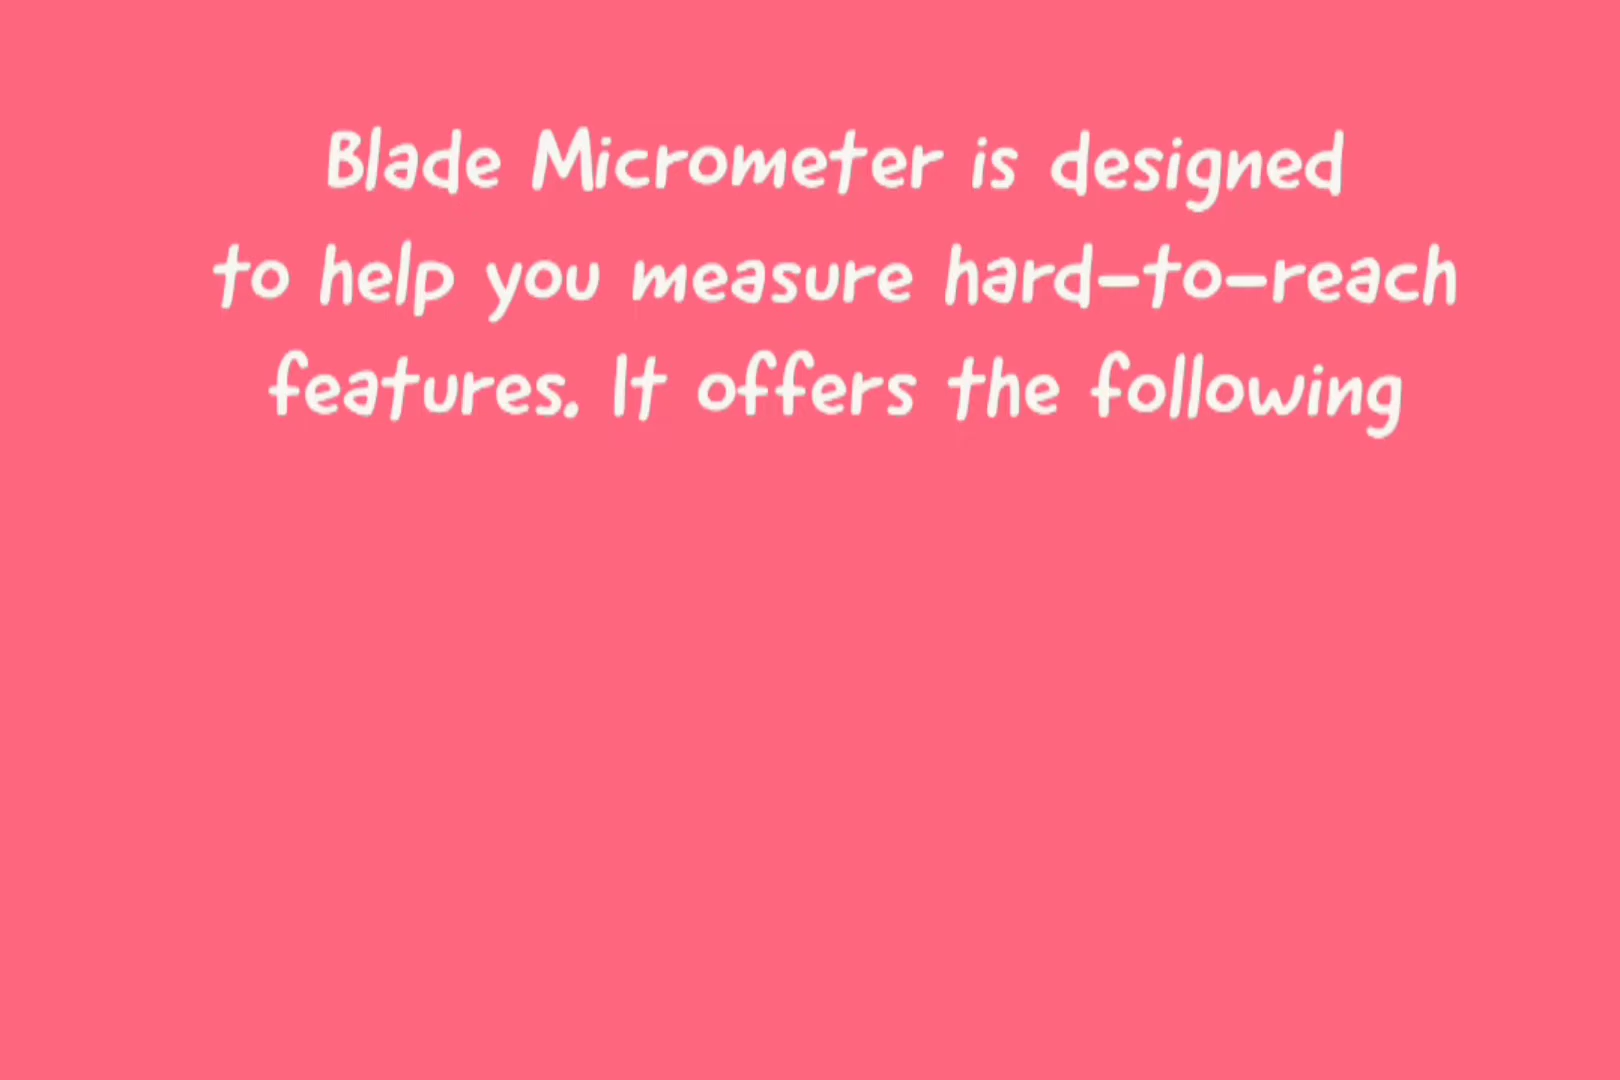 Blade Micrometer is designed
to help you measure hard-to-reach
features. It offers the following